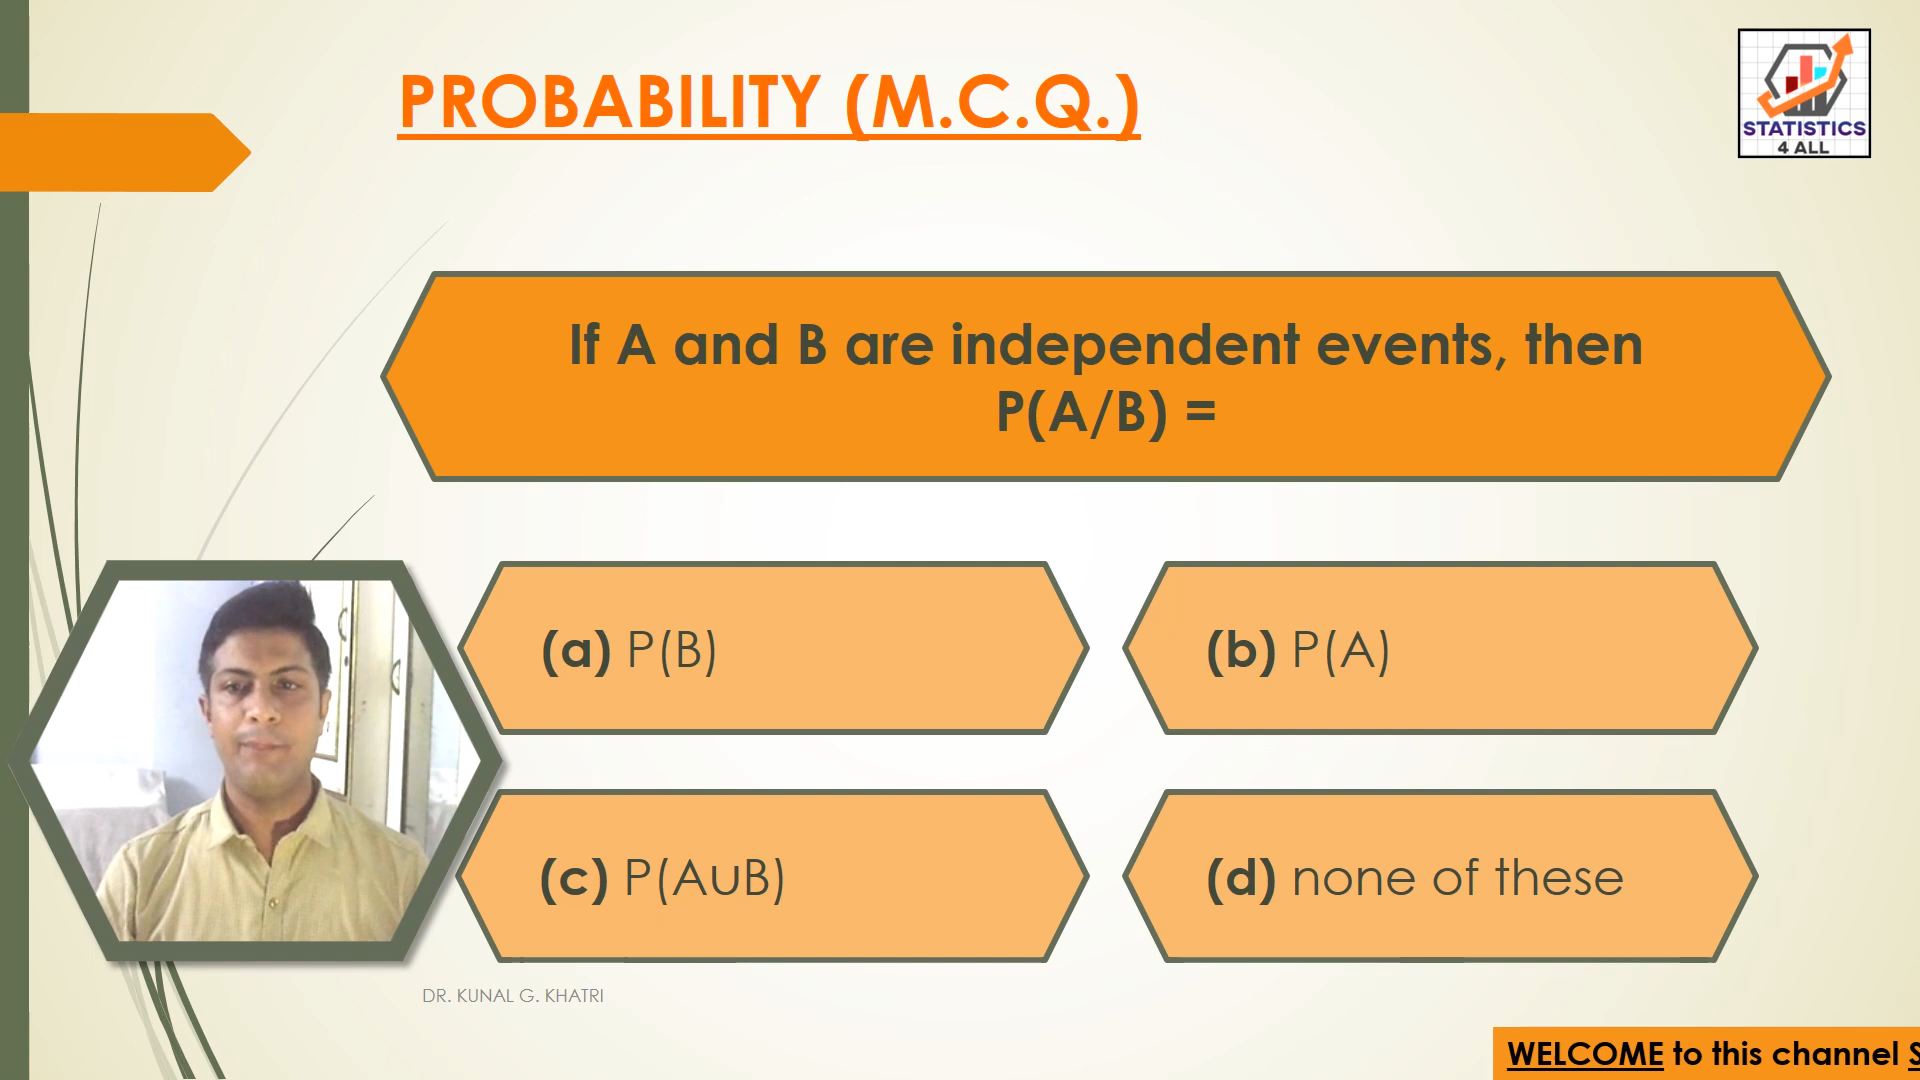 PROBABILITY (M.C.Q.)
STATISTICS
4 ALL
If A and B are independent events, then
P(A/B) =
(a) P(B)
(b) P(A)
(c) P(A∪B)
(d) none of these
DR. KUNAL G. KHATRI
WELCOME to this channel S